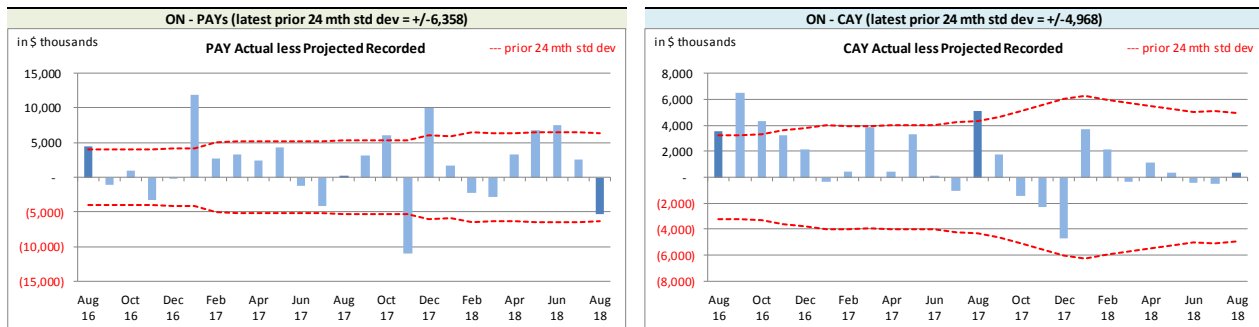 ON - PAYs (latest prior 24 mth std dev = +/-6,358)
in $ thousands
PAY Actual less Projected Recorded
--- prior 24 mth std dev
15,000
10,000
5,000
-
(5,000)
(10,000)
(15,000)
Aug Oct Dec Feb Apr Jun Aug Oct Dec Feb Apr Jun Aug
16 16 16 17 17 17 17 17 17 18 18 18 18
ON - CAY (latest prior 24 mth std dev = +/-4,968)
in $ thousands
CAY Actual less Projected Recorded
--- prior 24 mth std dev
8,000
6,000
4,000
2,000
-
(2,000)
(4,000)
(6,000)
(8,000)
Aug Oct Dec Feb Apr Jun Aug Oct Dec Feb Apr Jun Aug
16 16 16 17 17 17 17 17 17 18 18 18 18